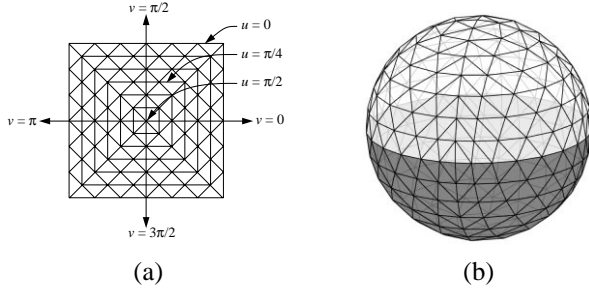 v = π/2
u = 0
u = π/4
u = π/2
v = π
v = 0
v = 3π/2
(a)
(b)